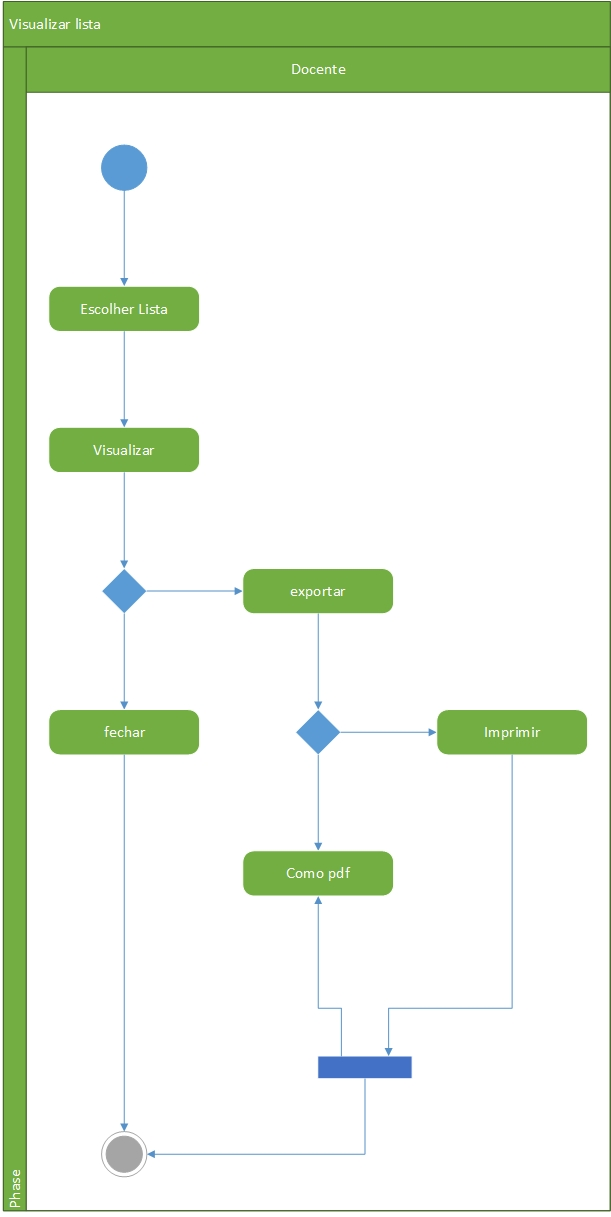 Visualizar lista
Docente
Escolher Lista
Visualizar
exportar
fechar
Imprimir
Como pdf
Phase